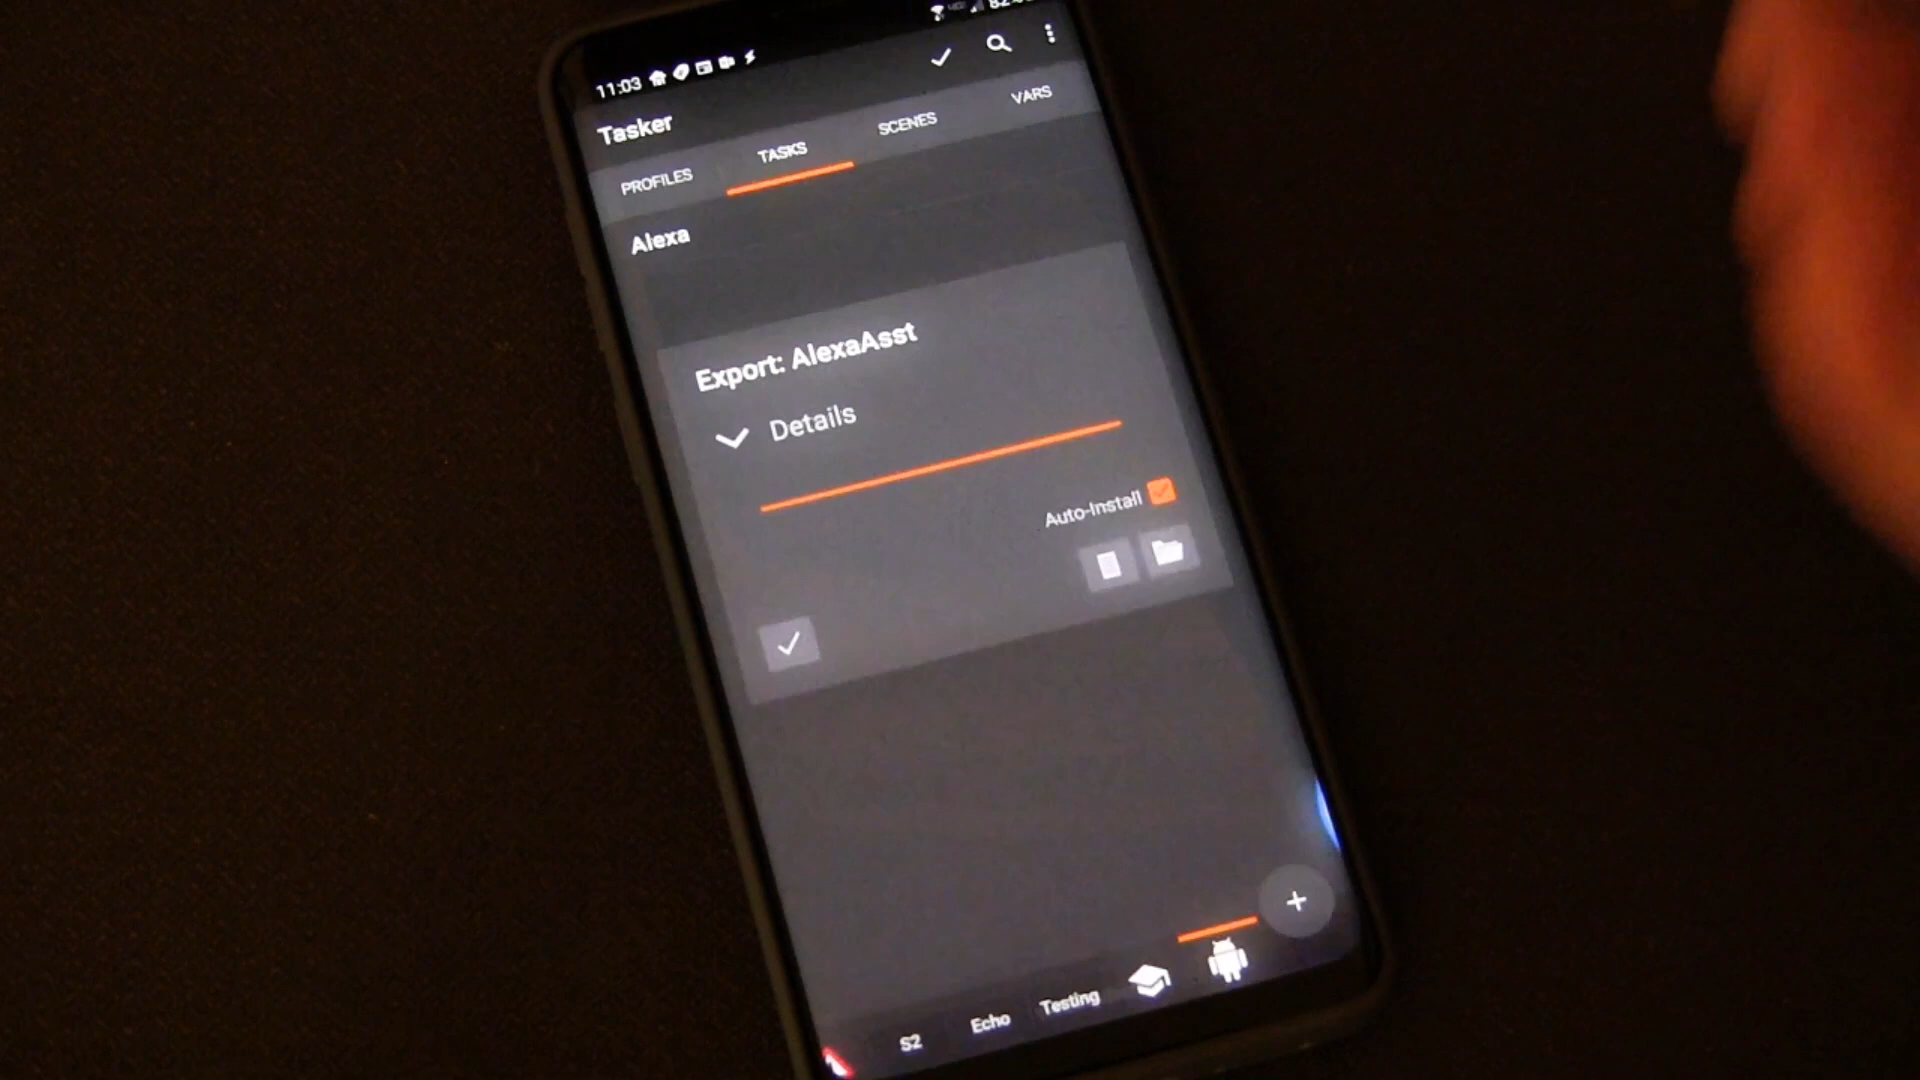 11:03
Tasker
PROFILES TASKS SCENES VARS
Alexa
Export: AlexaAsst
Details
Auto-Install
S2 Echo Testing